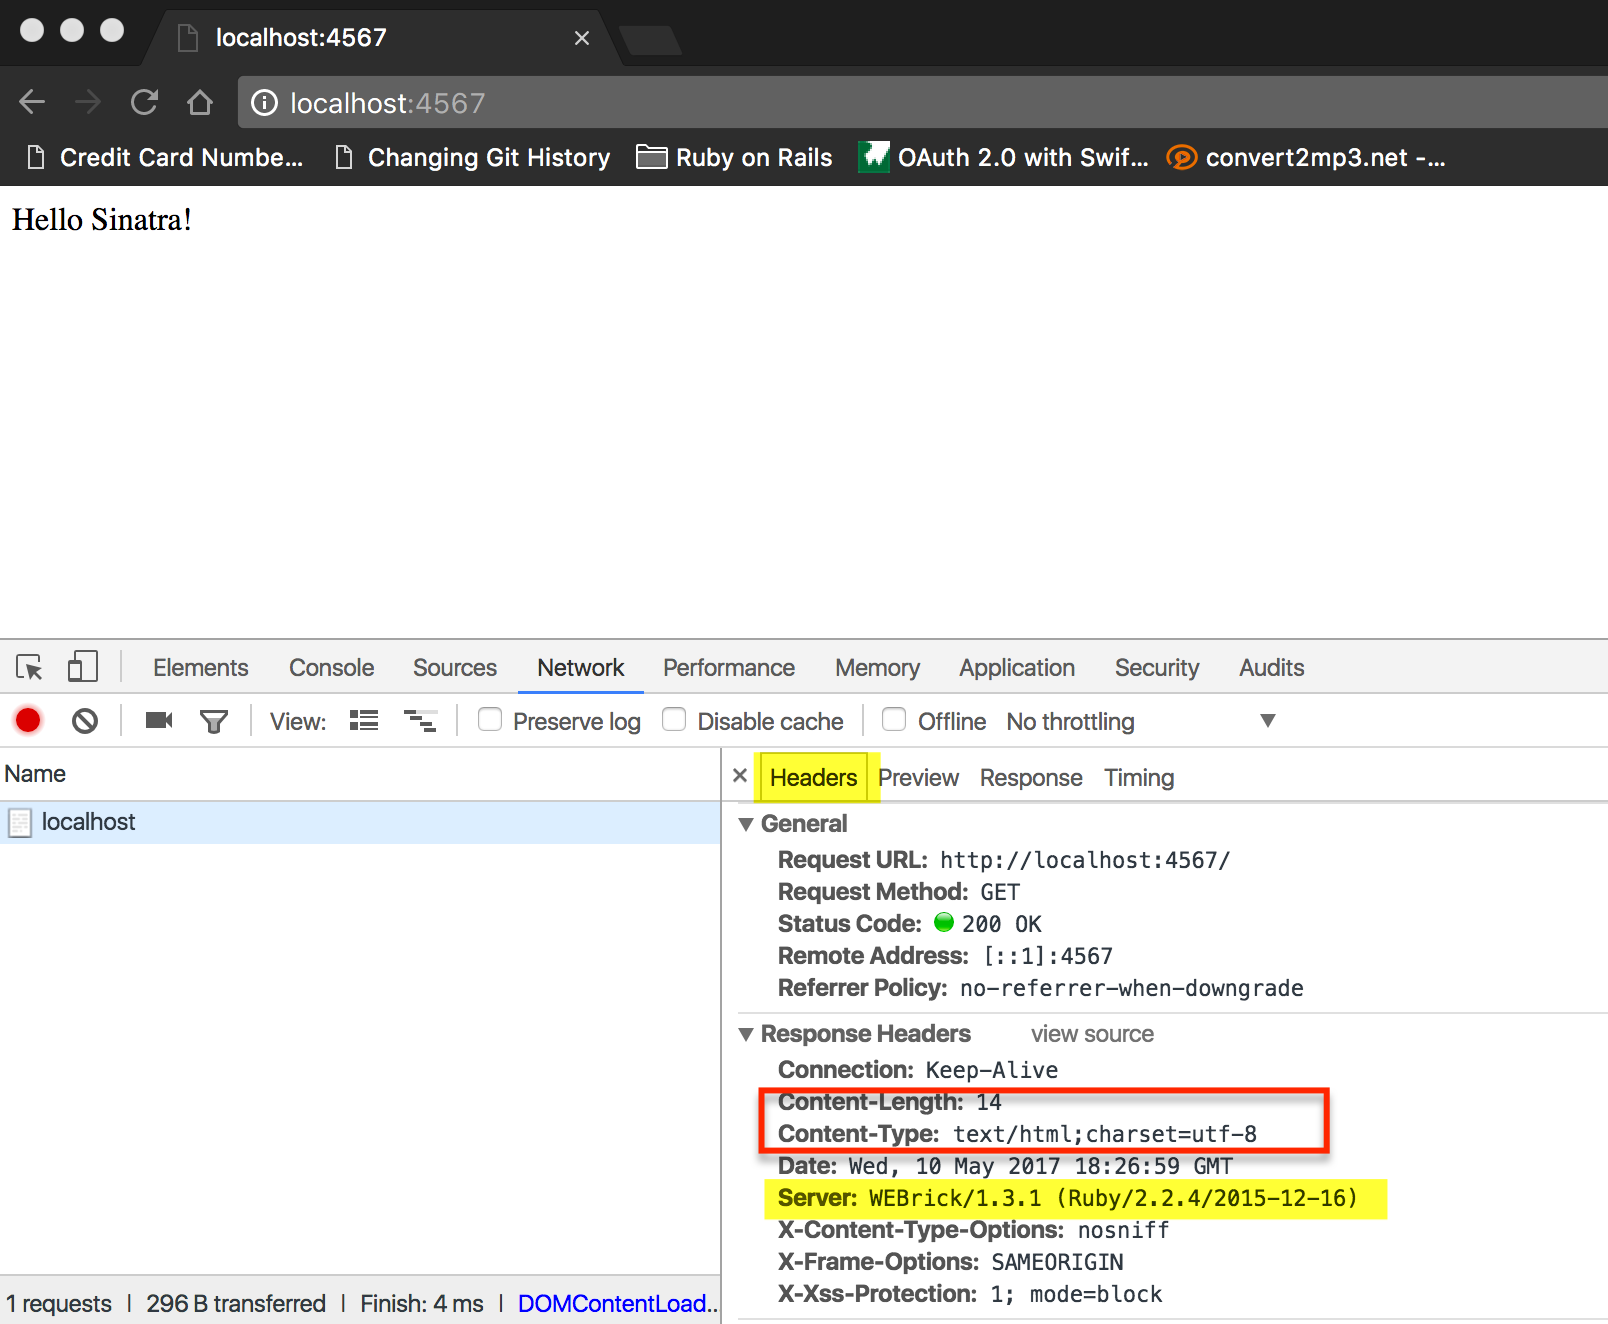 localhost:4567
localhost:4567
Credit Card Numbe... Changing Git History Ruby on Rails OAuth 2.0 with Swif... convert2mp3.net -...
Hello Sinatra!
Elements Console Sources Network Performance Memory Application Security Audits
View: Preserve log Disable cache Offline No throttling
Name
localhost
1 requests | 296 B transferred | Finish: 4 ms | DOMContentLoad...
Headers Preview Response Timing
General
Request URL: http://localhost:4567/
Request Method: GET
Status Code: 200 OK
Remote Address: [::1]:4567
Referrer Policy: no-referrer-when-downgrade
Response Headers view source
Connection: Keep-Alive
Content-Length: 14
Content-Type: text/html;charset=utf-8
Date: Wed, 10 May 2017 18:26:59 GMT
Server: WEBrick/1.3.1 (Ruby/2.2.4/2015-12-16)
X-Content-Type-Options: nosniff
X-Frame-Options: SAMEORIGIN
X-Xss-Protection: 1; mode=block